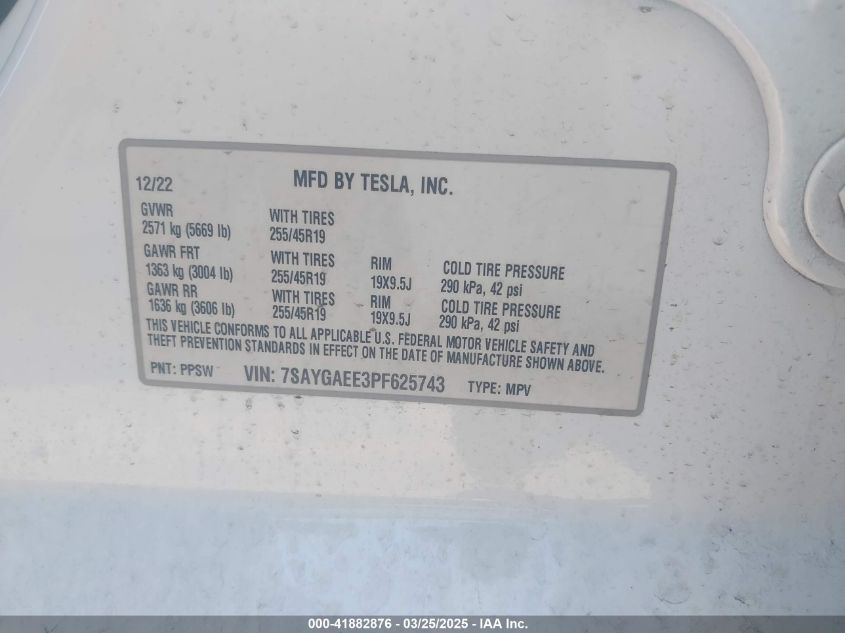 12/22 MFD BY TESLA, INC.
GVWR WITH TIRES
2571 kg (5669 lb) 255/45R19
GAWR FRT WITH TIRES RIM COLD TIRE PRESSURE
1363 kg (3004 lb) 255/45R19 19X9.5J 290 kPa, 42 psi
GAWR RR WITH TIRES RIM COLD TIRE PRESSURE
1636 kg (3606 lb) 255/45R19 19X9.5J 290 kPa, 42 psi
THIS VEHICLE CONFORMS TO ALL APPLICABLE U.S. FEDERAL MOTOR VEHICLE SAFETY AND
THEFT PREVENTION STANDARDS IN EFFECT ON THE DATE OF MANUFACTURE SHOWN ABOVE.
PNT: PPSW VIN: 7SAYGAEE3PF625743 TYPE: MPV
000-41882876 - 03/25/2025 - IAA Inc.